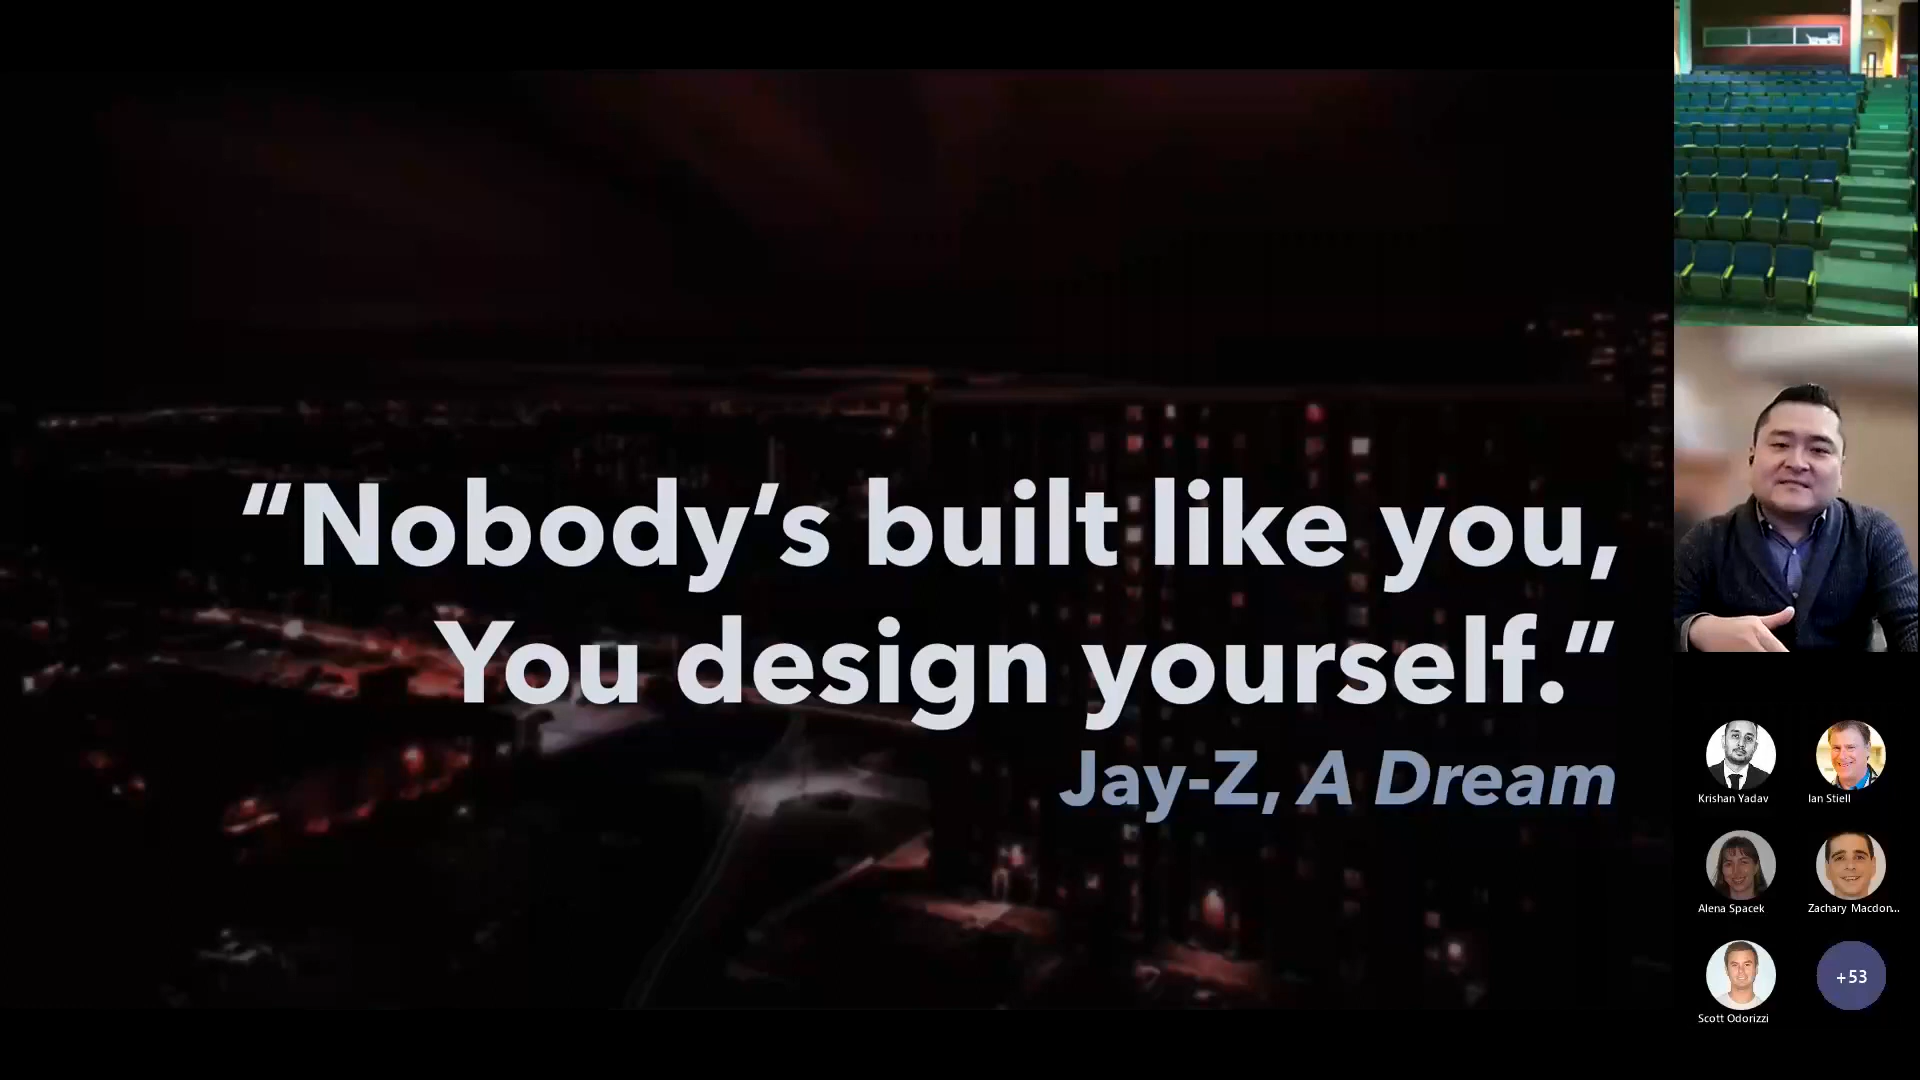 “Nobody’s built like you,
You design yourself.”
Jay-Z, A Dream
Krishan Yadav
Ian Stiell
Alena Spacek
Zachary Macdon...
Scott Odorizzi
+53